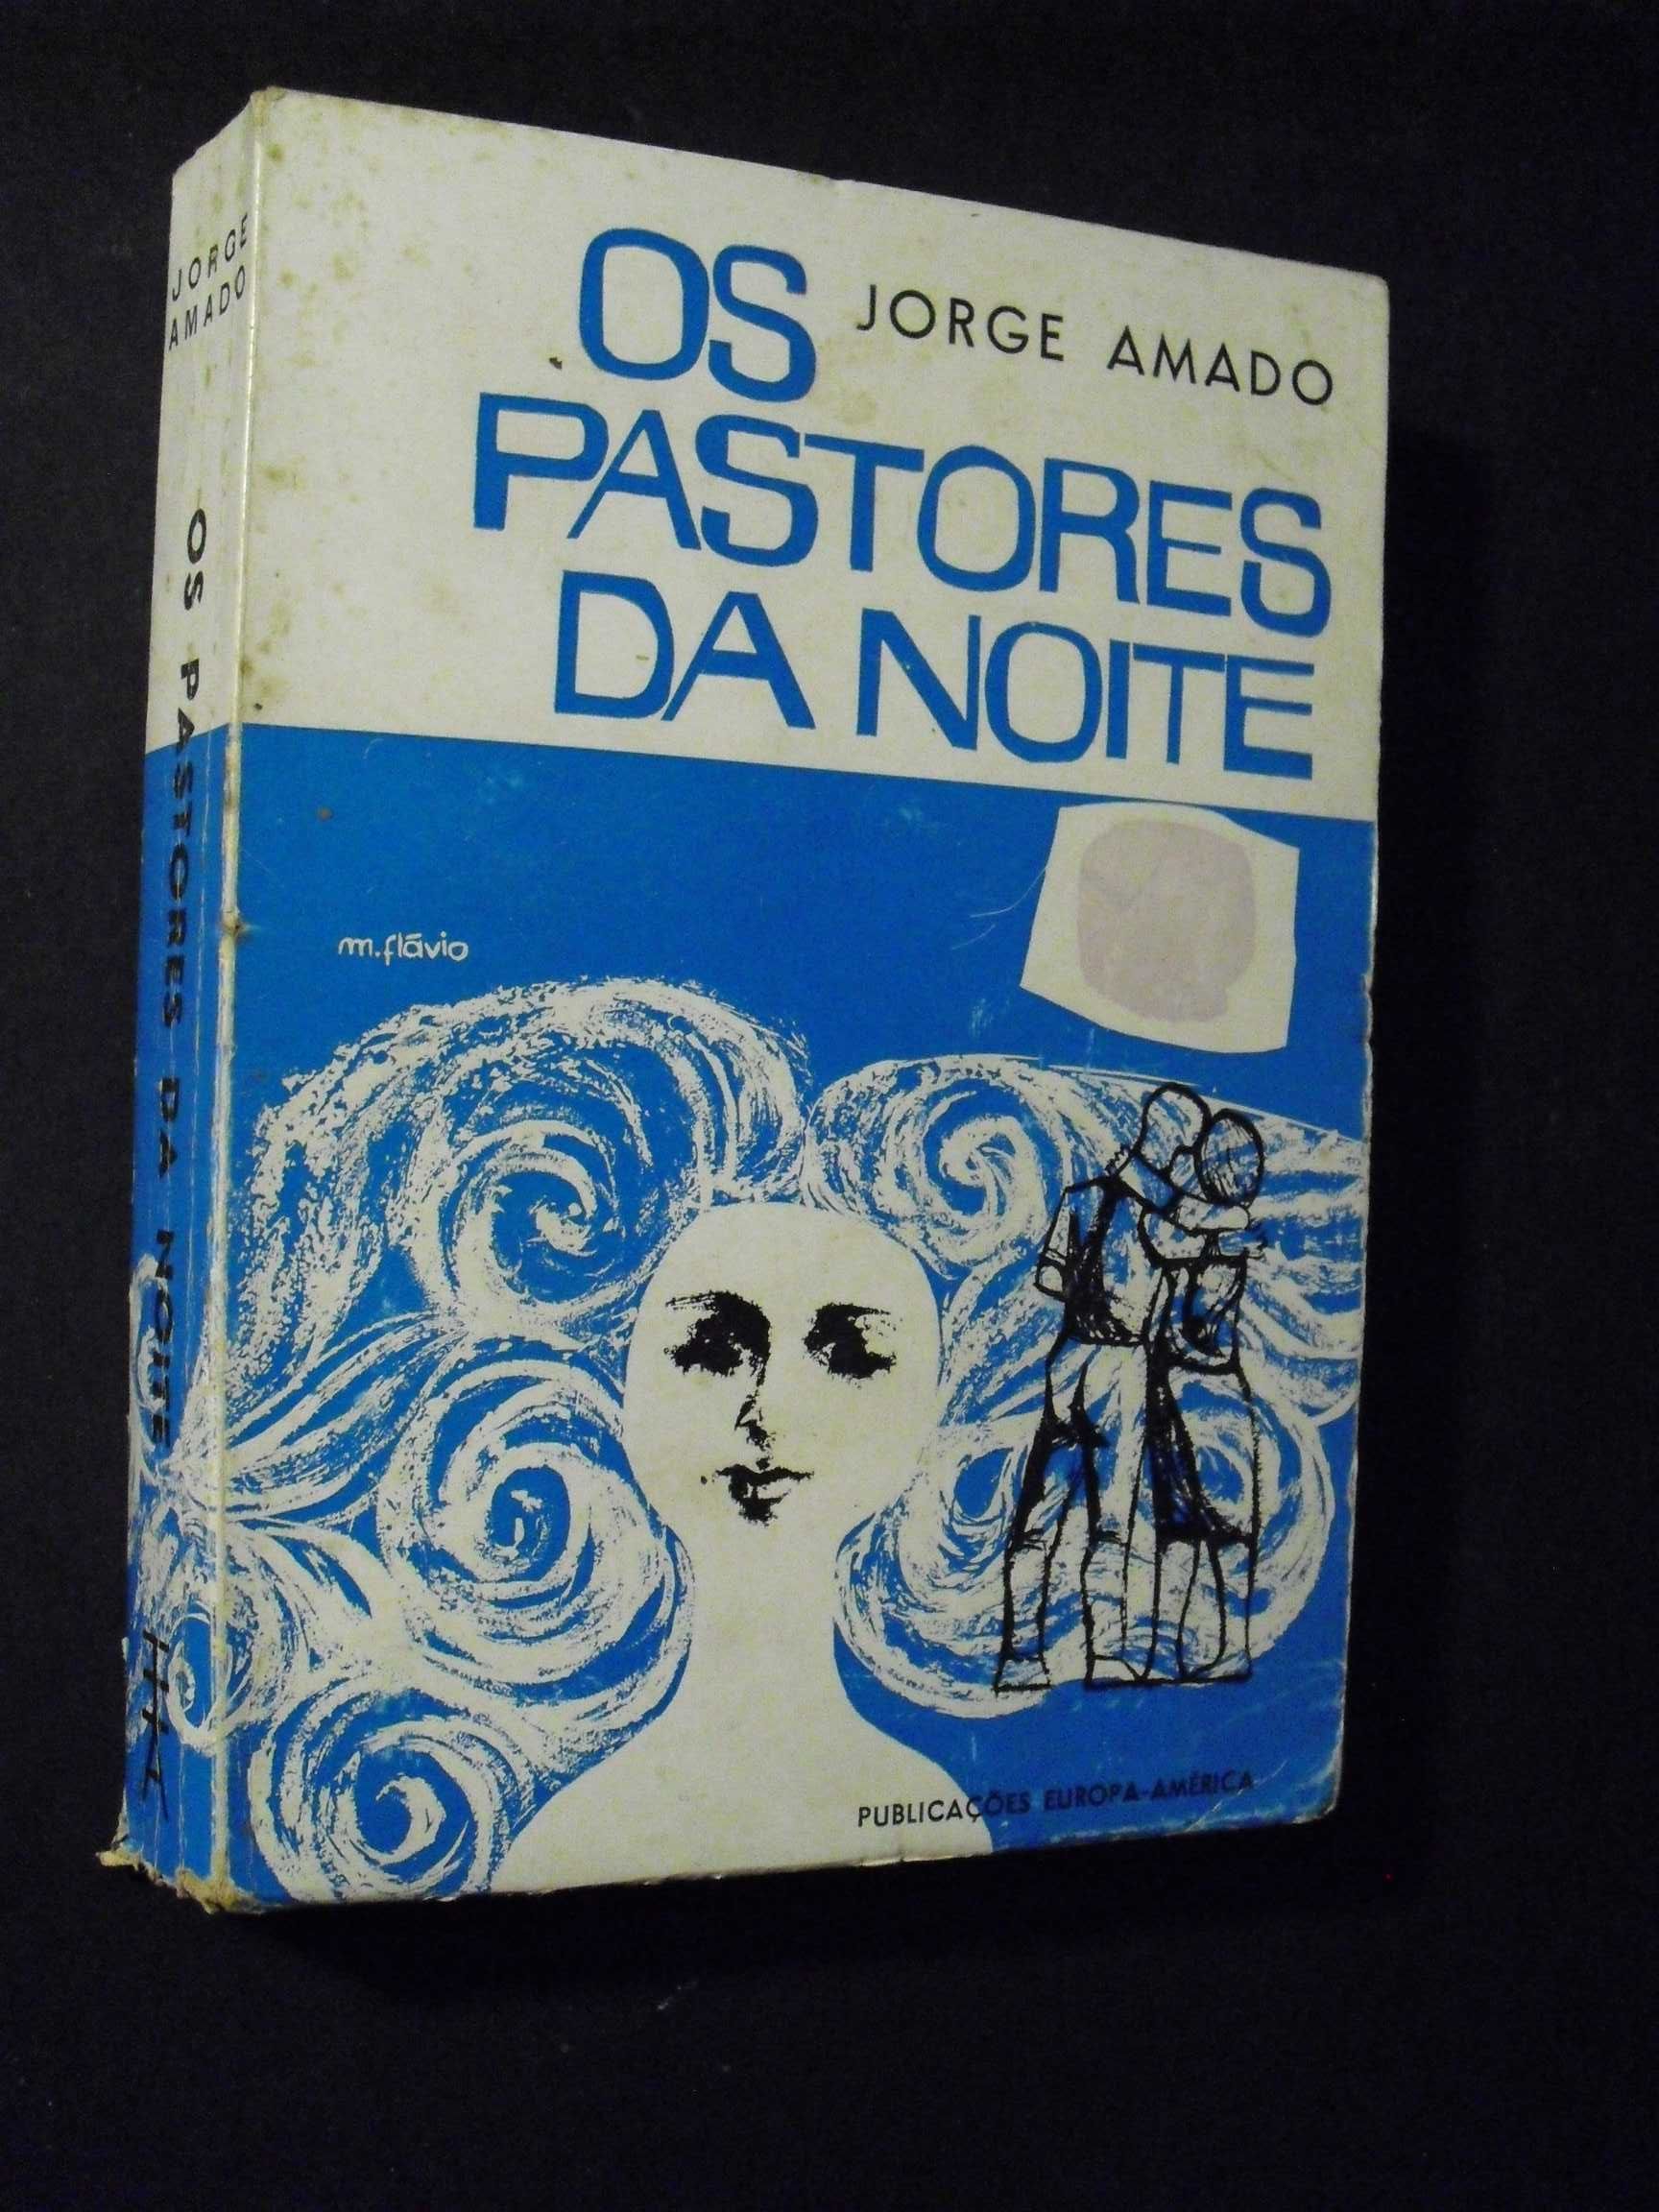 JORGE
AMADO
OS PASTORES DA NOITE
OS
JORGE AMADO
PASTORES
DA NOITE
m.flávio
PUBLICAÇÕES EUROPA-AMÉRICA